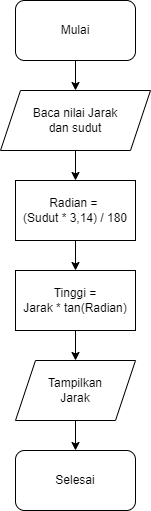 Mulai
Baca nilai Jarak
dan sudut
Radian =
(Sudut * 3,14) / 180
Tinggi =
Jarak * tan(Radian)
Tampilkan
Jarak
Selesai